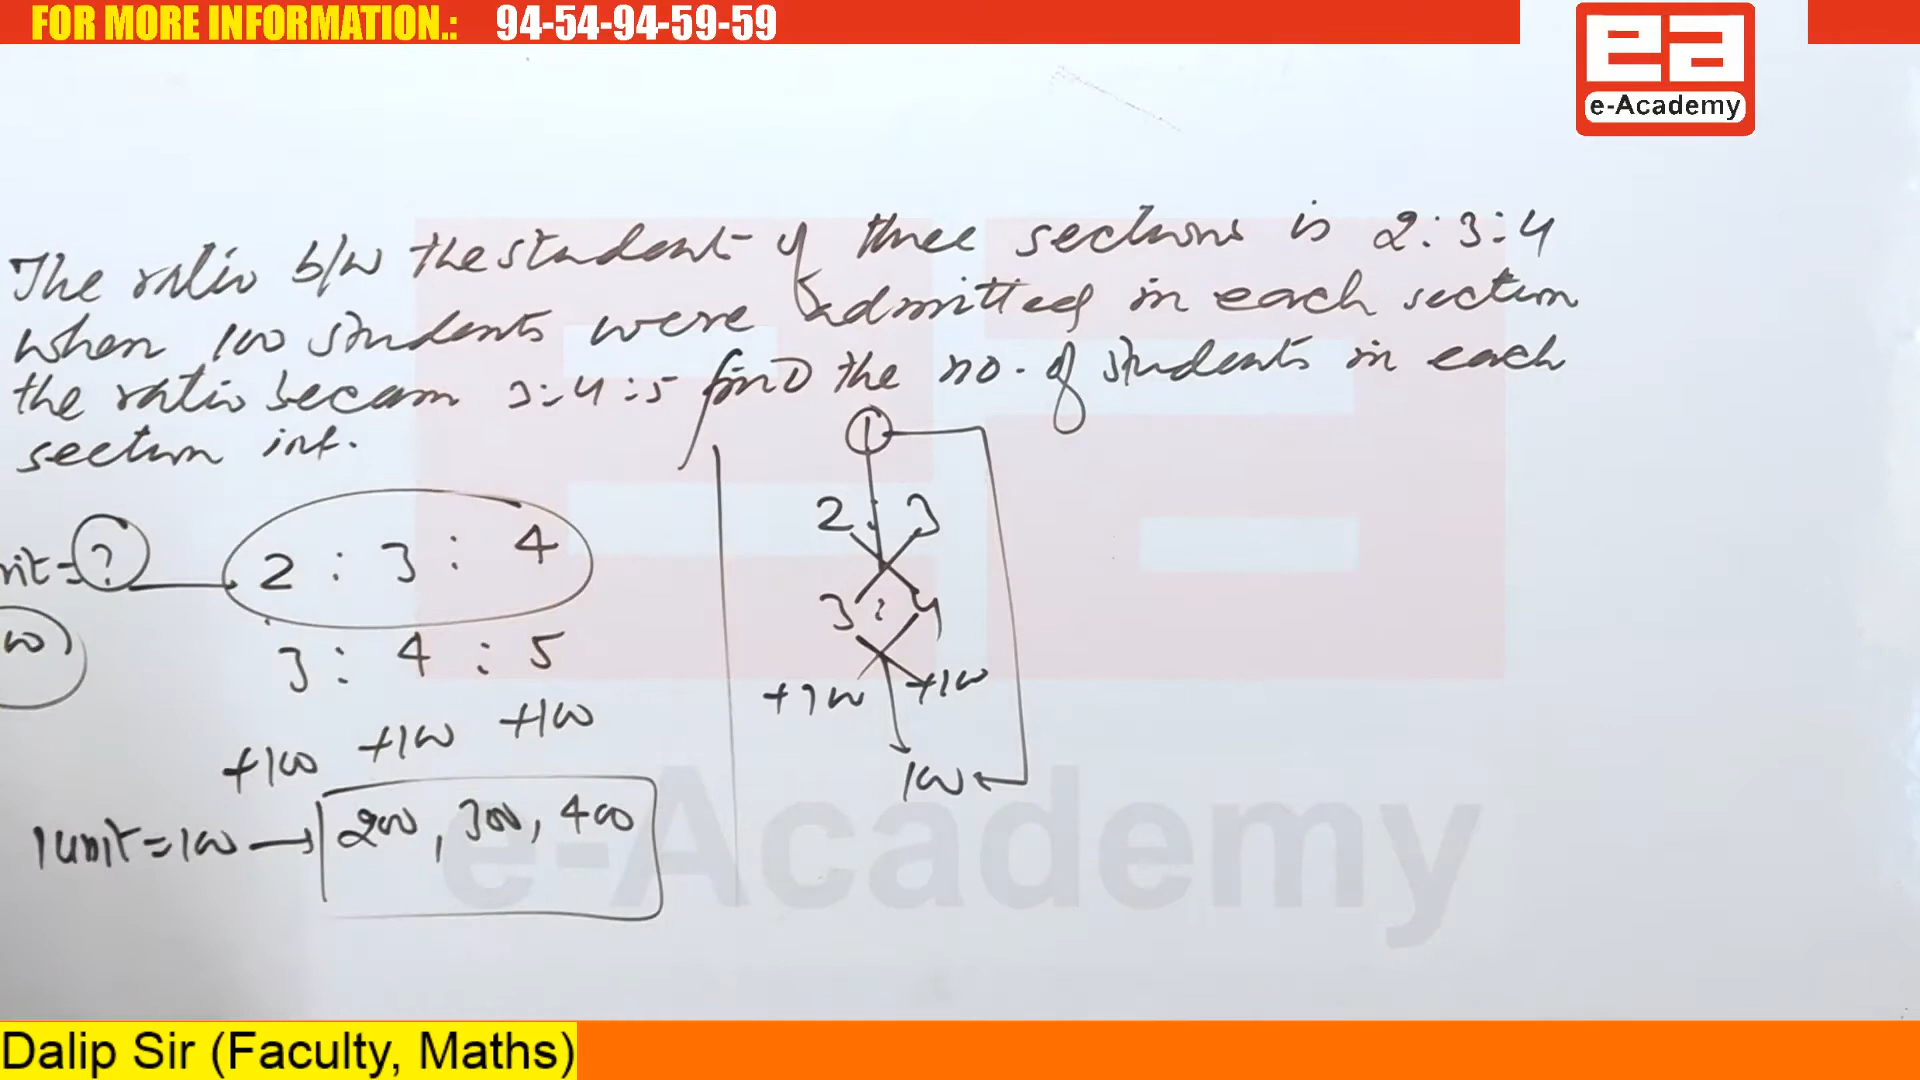 FOR MORE INFORMATION.: 94-54-94-59-59
ea
e-Academy
The ratio b/w the student of three sections is 2:3:4
when 100 students were admitted in each section
the ratio becam 3:4:5 find the no. of students in each
section int.
nit=?
2 : 3 : 4
3 : 4 : 5
+100 +100 +100
1 unit=100 → 200, 300, 400
1
2 : 3
3 : 4
+100 +100
100
e-Academy
Dalip Sir (Faculty, Maths)